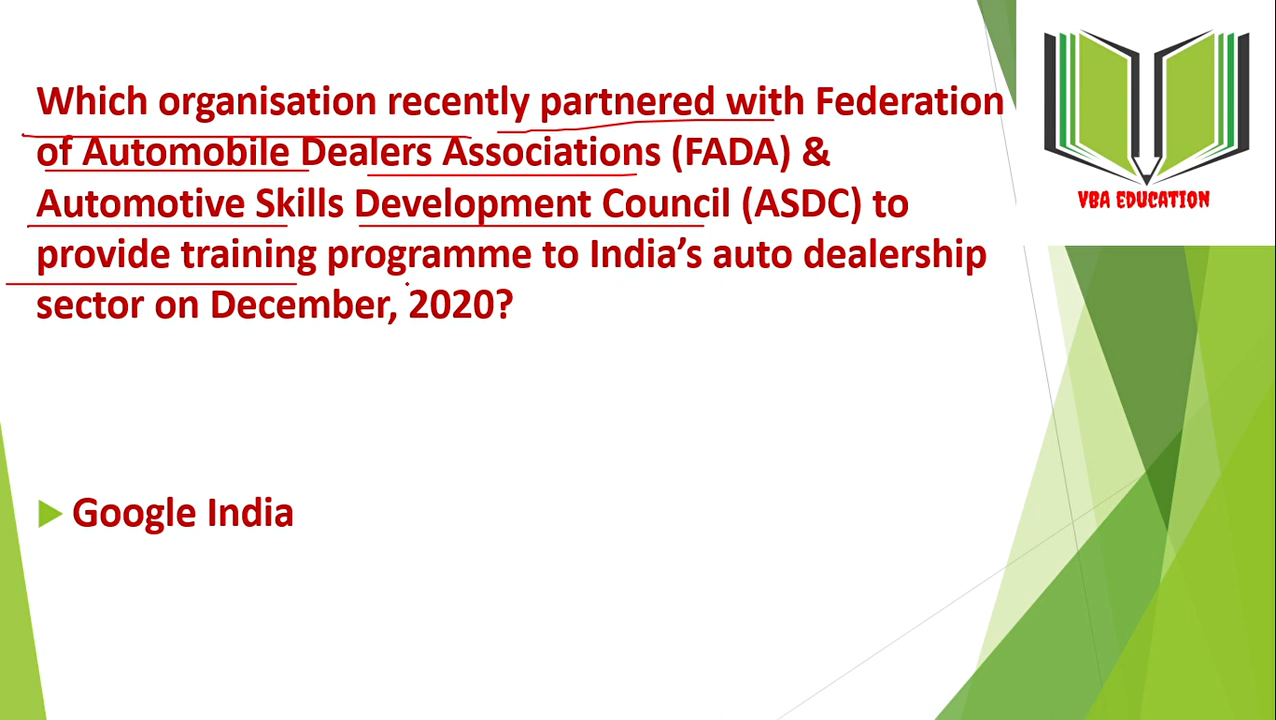 Which organisation recently partnered with Federation
of Automobile Dealers Associations (FADA) &
Automotive Skills Development Council (ASDC) to
provide training programme to India’s auto dealership
sector on December, 2020?
VBA EDUCATION
Google India